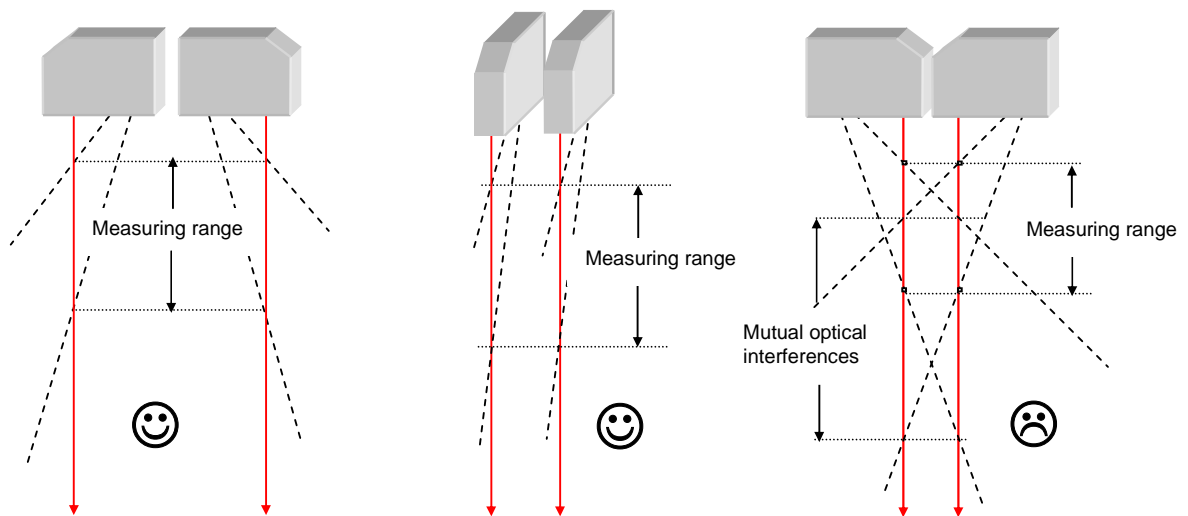 Measuring range
Measuring range
Measuring range
Mutual optical
interferences